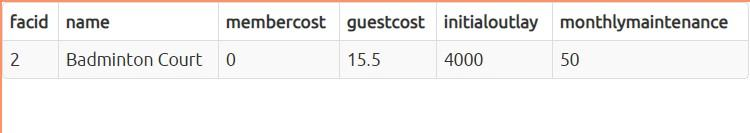 facid name membercost guestcost initialoutlay monthlymaintenance
2 Badminton Court 0 15.5 4000 50